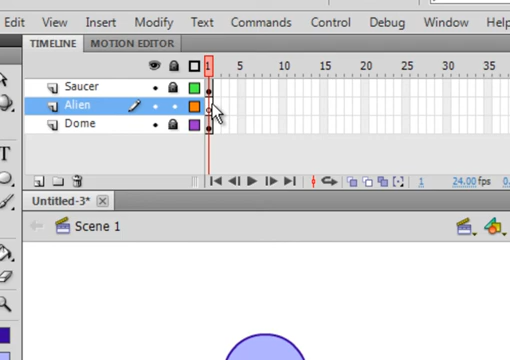 Edit Insert Modify Text Commands Control Debug Window Help
TIMELINE MOTION EDITOR
1 5 10 15 20 25 30 35
Saucer
Alien
Dome
1 24.00 fps
Untitled-3*
Scene 1